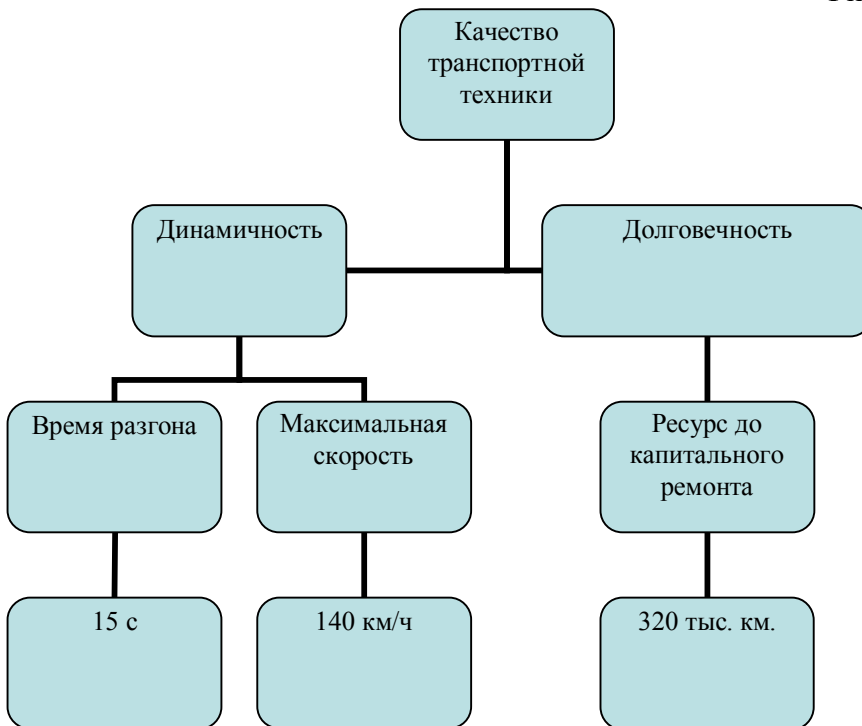 Качество
транспортной
техники
Динамичность
Долговечность
Время разгона
Максимальная
скорость
Ресурс до
капитального
ремонта
15 с
140 км/ч
320 тыс. км.